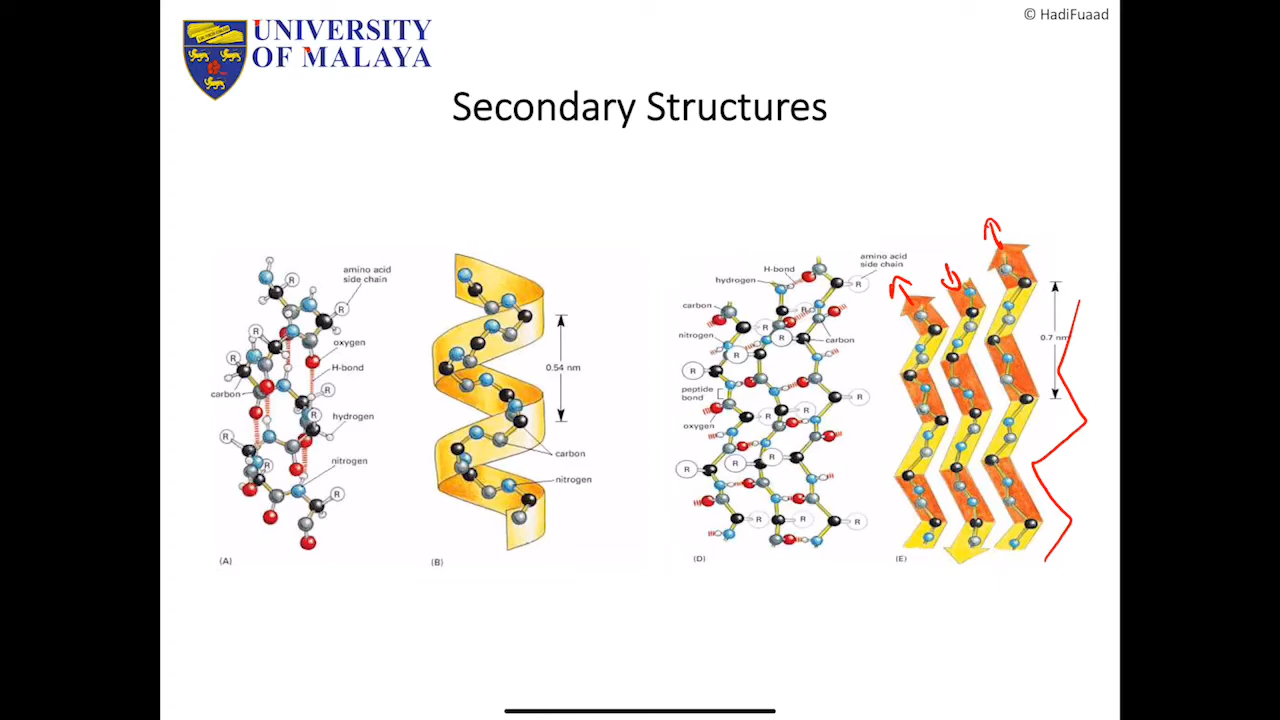 © HadiFuaad
UNIVERSITY
OF MALAYA
Secondary Structures
amino acid
side chain
R
R
oxygen
R
R
H-bond
carbon
R
R
hydrogen
R
R
nitrogen
R
(A)
0.54 nm
carbon
nitrogen
(B)
amino acid
side chain
H-bond
hydrogen
R
carbon
R
R
nitrogen
R
R
carbon
R
peptide
bond
R
R
R
R
oxygen
R
R
R
R
R
R
R
(D)
0.7 nm
(E)